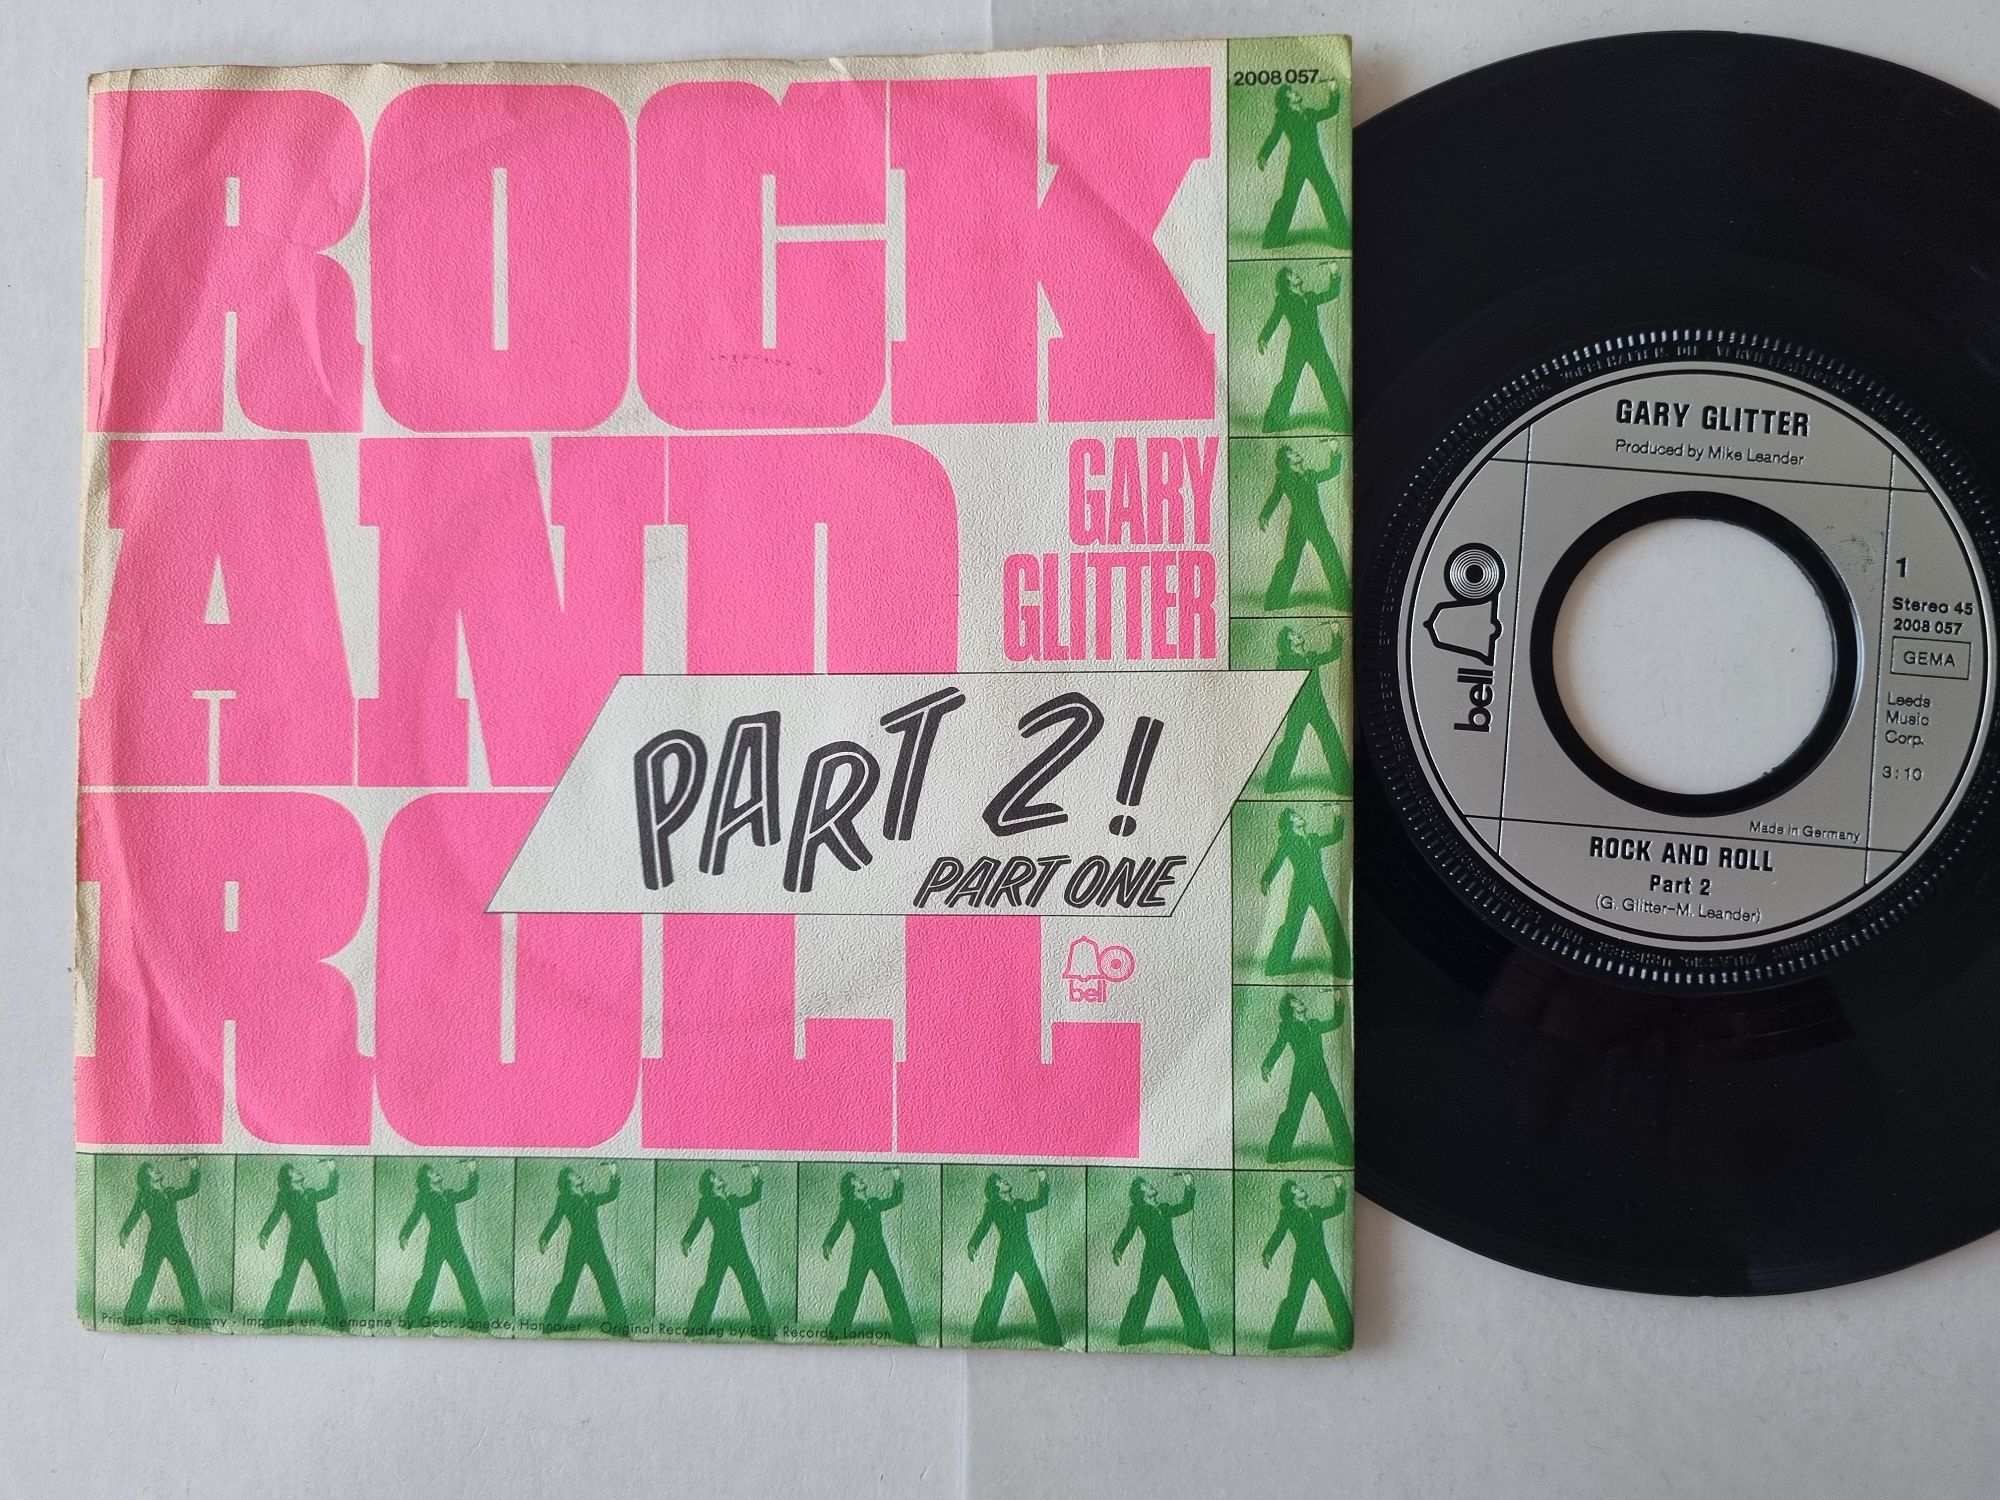 2008 057
ROCK
AND
GARY
GLITTER
PART 2!
PART ONE
ROLL
bell
Printed in Germany · Imprimé en Allemagne by Gebr. Jänecke, Hannover Original Recording by BELL Records, London
GARY GLITTER
Produced by Mike Leander
bell
1
Stereo 45
2008 057
GEMA
Leeds
Music
Corp.
3:10
Made in Germany
ROCK AND ROLL
Part 2
(G. Glitter–M. Leander)